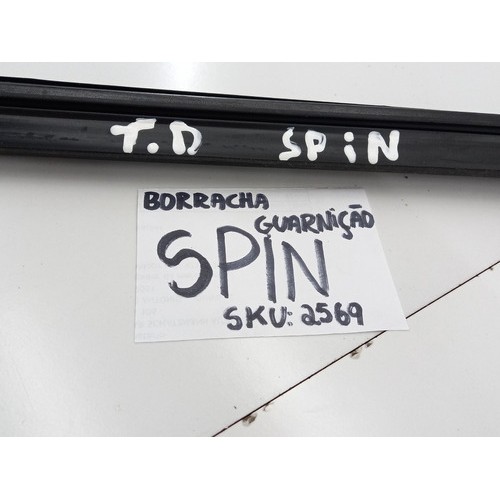 T.D SPiN
BORRACHA
GUARNiÇÃO
SPIN
SKU: 2569